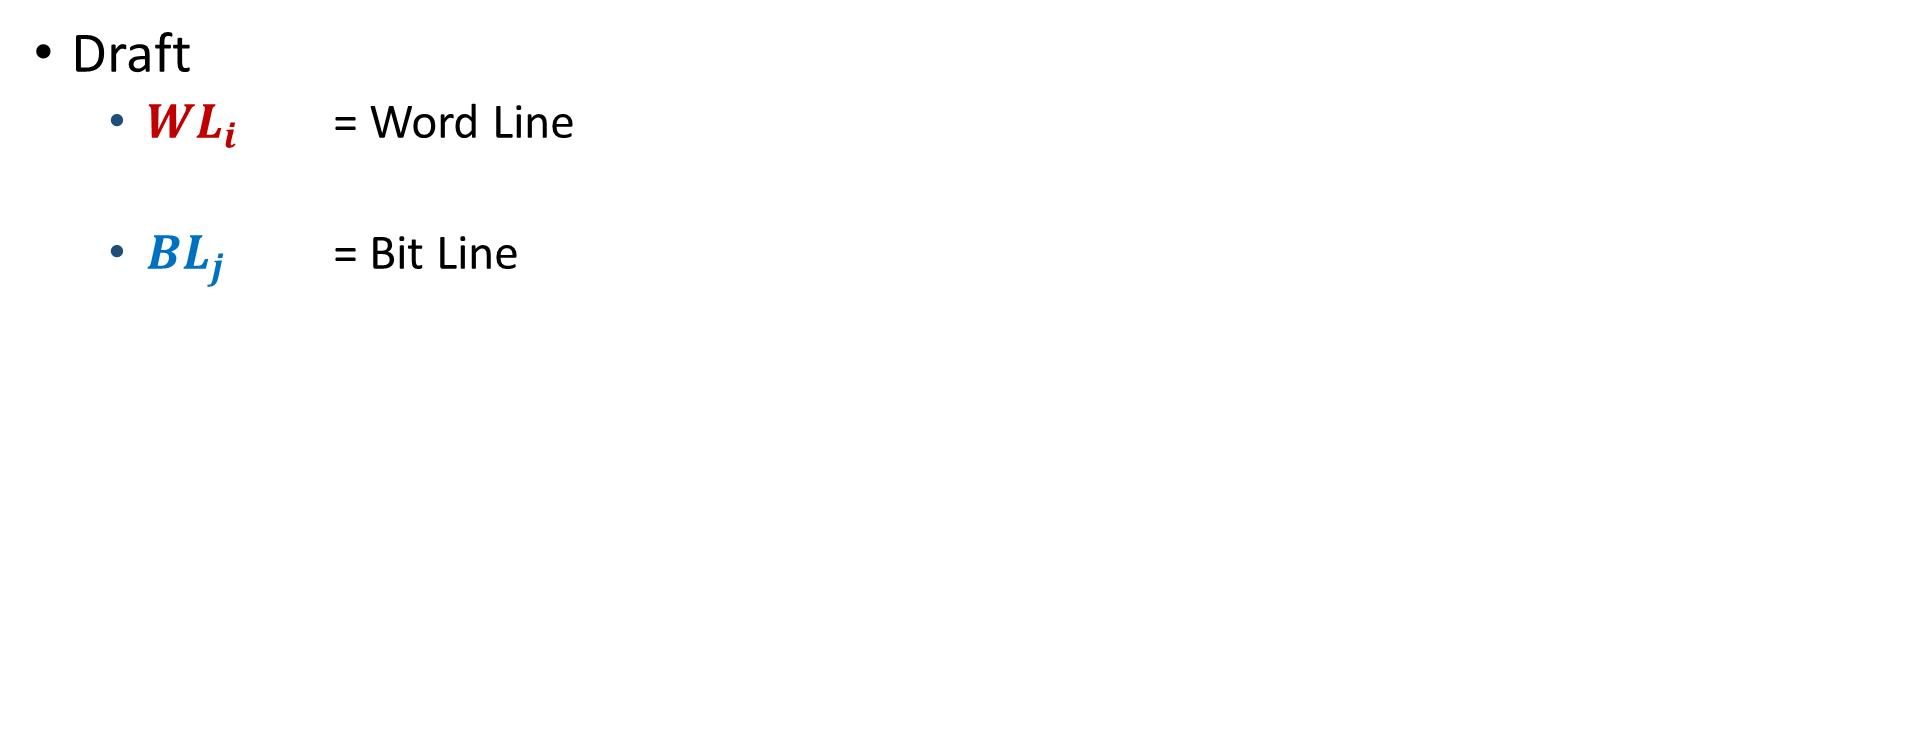 • Draft
• WLᵢ = Word Line
• BLⱼ = Bit Line